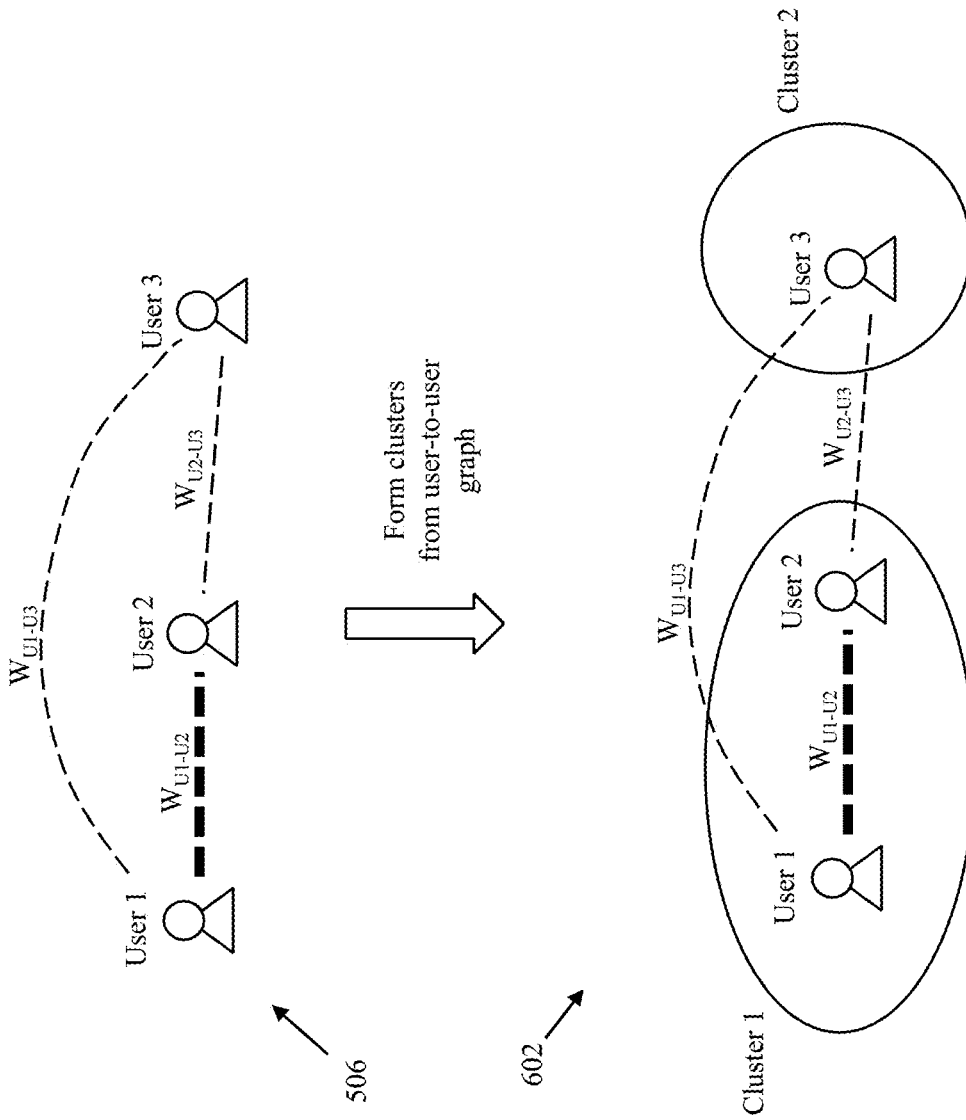 W_U1-U3
User 1
W_U1-U2
User 2
W_U2-U3
User 3
506
Form clusters
from user-to-user
graph
602
Cluster 1
User 1
W_U1-U2
User 2
W_U1-U3
W_U2-U3
User 3
Cluster 2